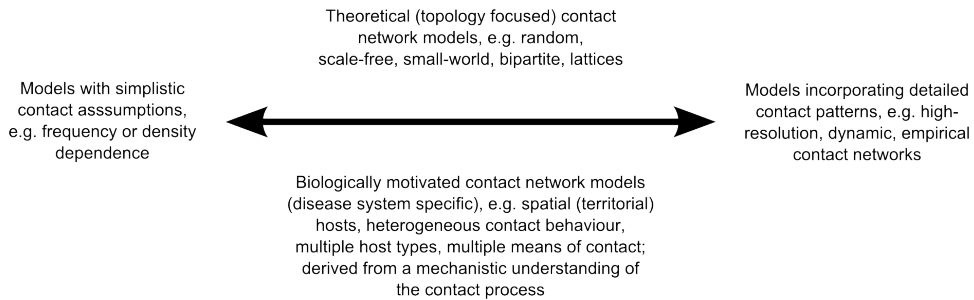 Theoretical (topology focused) contact
network models, e.g. random,
scale-free, small-world, bipartite, lattices
Models with simplistic
contact asssumptions,
e.g. frequency or density
dependence
Models incorporating detailed
contact patterns, e.g. high-
resolution, dynamic, empirical
contact networks
Biologically motivated contact network models
(disease system specific), e.g. spatial (territorial)
hosts, heterogeneous contact behaviour,
multiple host types, multiple means of contact;
derived from a mechanistic understanding of
the contact process